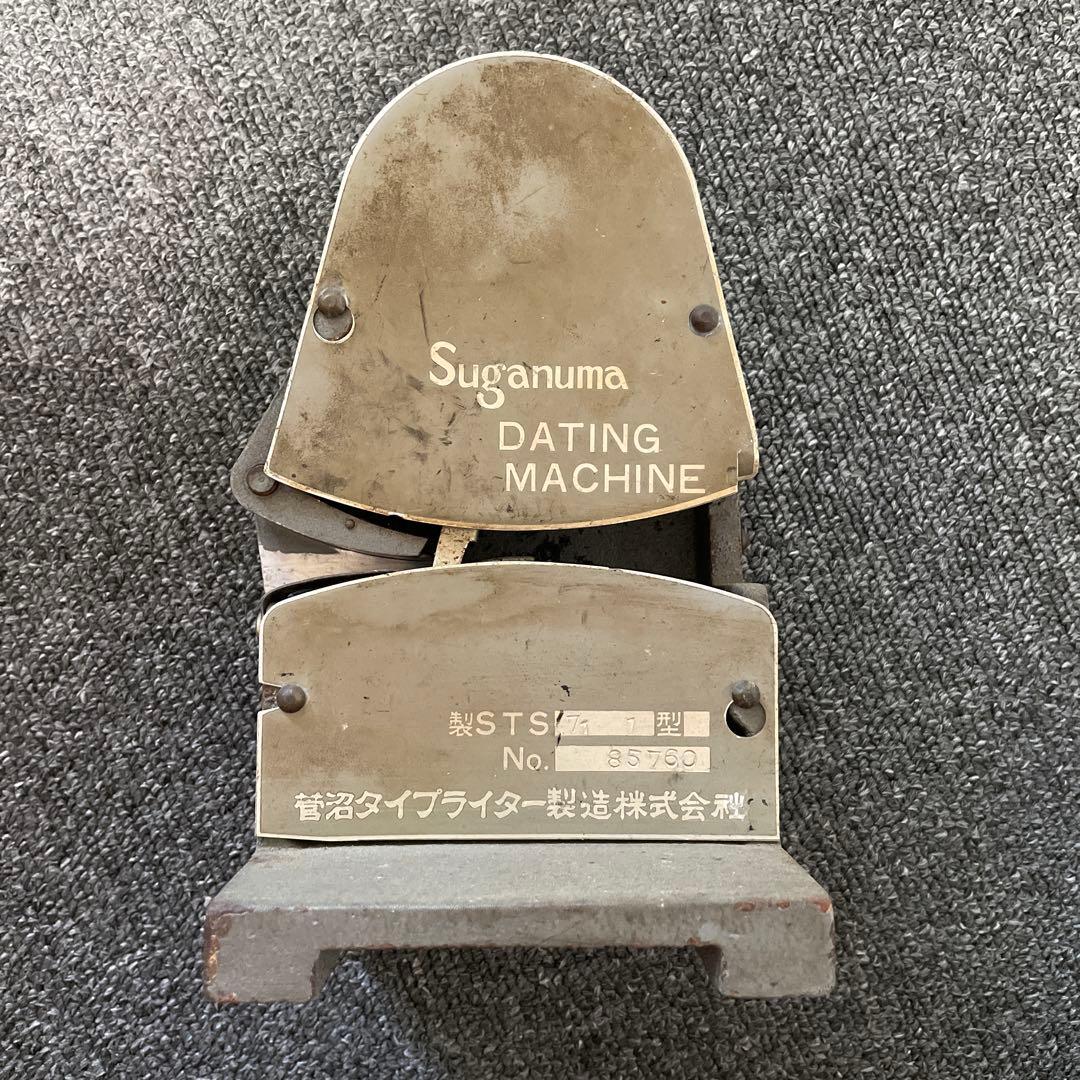 Suganuma
DATING
MACHINE
製STS 71 1 型
No. 85760
菅沼タイプライター製造株式会社